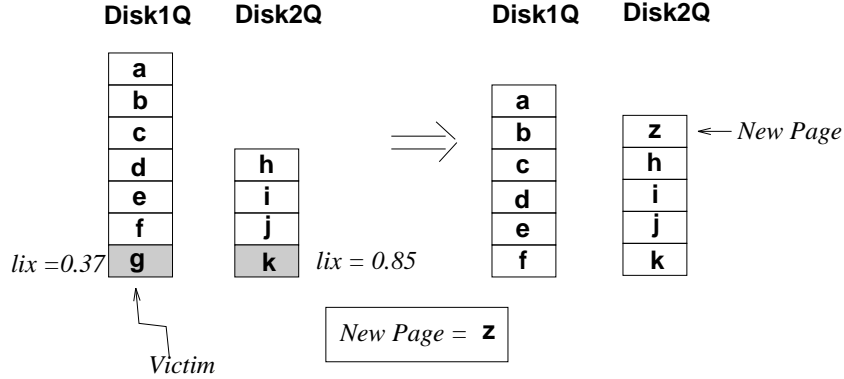 Disk1Q Disk2Q Disk1Q Disk2Q
a
b a
c b z New Page
d h c h
e i d i
f j e j
lix =0.37 g k lix = 0.85 f k
New Page = z
Victim